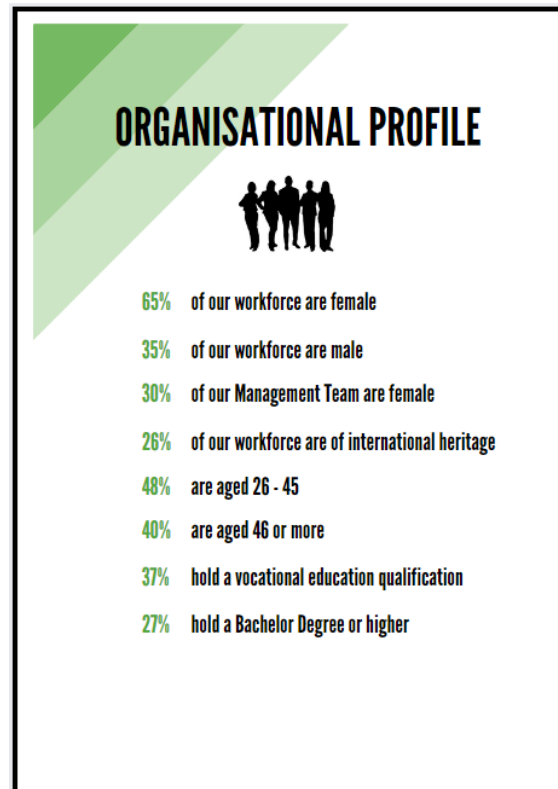 ORGANISATIONAL PROFILE
65% of our workforce are female
35% of our workforce are male
30% of our Management Team are female
26% of our workforce are of international heritage
48% are aged 26 - 45
40% are aged 46 or more
37% hold a vocational education qualification
27% hold a Bachelor Degree or higher